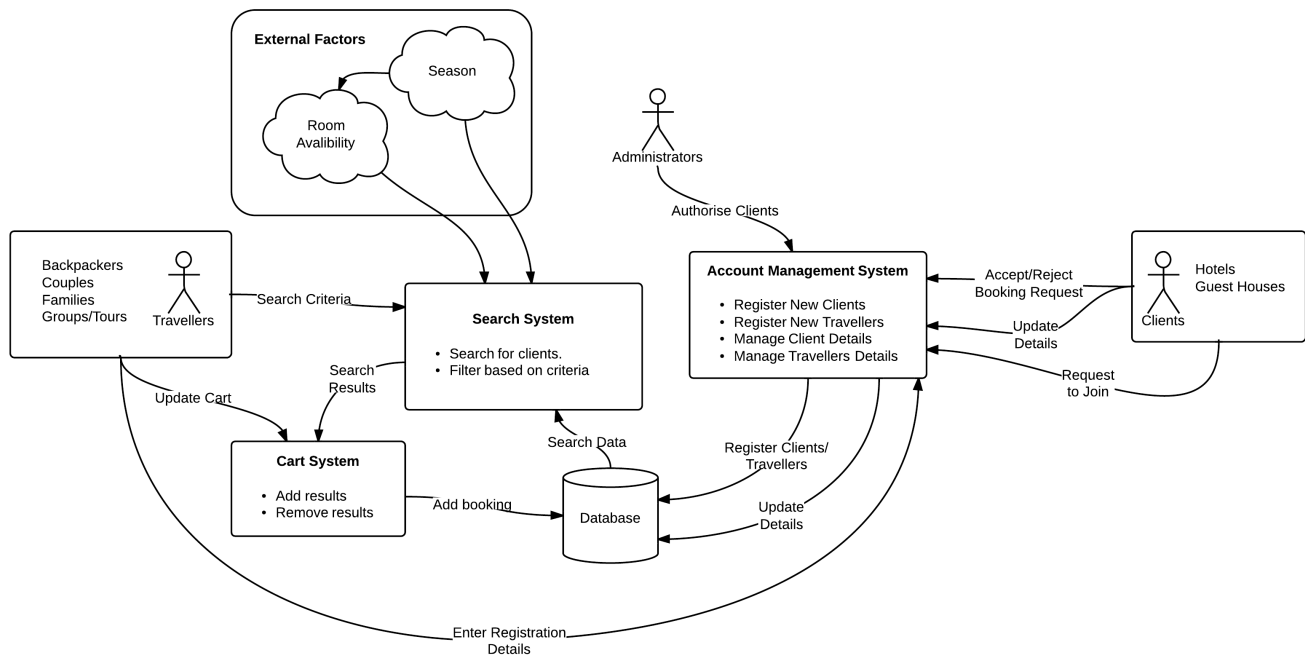 External Factors
Season
Room
Avalibility
Administrators
Authorise Clients
Backpackers
Couples
Families
Groups/Tours
Travellers
Search Criteria
Search System
• Search for clients.
• Filter based on criteria
Account Management System
• Register New Clients
• Register New Travellers
• Manage Client Details
• Manage Travellers Details
Accept/Reject
Booking Request
Update
Details
Request
to Join
Hotels
Guest Houses
Clients
Search
Results
Update Cart
Cart System
• Add results
• Remove results
Add booking
Search Data
Database
Register Clients/
Travellers
Update
Details
Enter Registration
Details